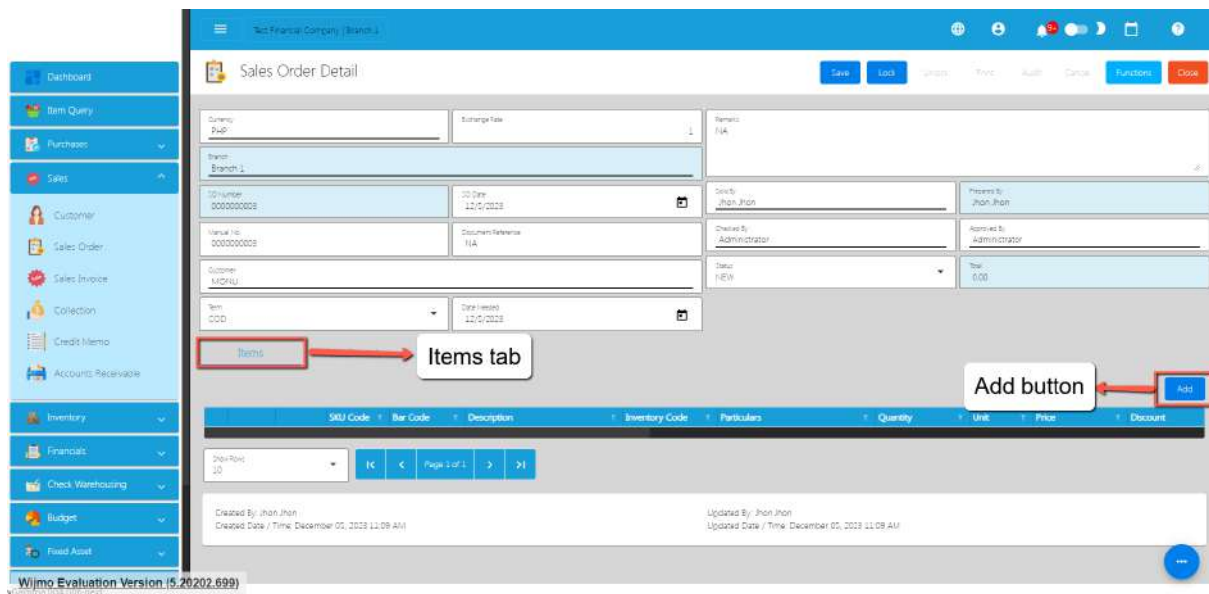 Test Financial Company | Branch 1
9+
Dashboard
Item Query
Purchases
Sales
Customer
Sales Order
Sales Invoice
Collection
Credit Memo
Accounts Receivable
Inventory
Financials
Check Warehousing
Budget
Fixed Asset
Wijmo Evaluation Version (5.20202.699)
Sales Order Detail
Save Lock Unlock Print Audit Cancel Functions Close
Currency
PHP
Exchange Rate
1
Remarks
NA
Branch
Branch 1
SO Number
0000000003
SO Date
12/5/2023
Sold By
Jhon Jhon
Prepared By
Jhon Jhon
Manual No.
0000000003
Document Reference
NA
Checked By
Administrator
Approved By
Administrator
Customer
MONU
Status
NEW
Total
0.00
Term
COD
Date Needed
12/5/2023
Items
Items tab
Add button
Add
SKU Code Bar Code Description Inventory Code Particulars Quantity Unit Price Discount
Show Rows
10
Page 1 of 1
Created By: Jhon Jhon
Created Date / Time: December 05, 2023 11:09 AM
Updated By: Jhon Jhon
Updated Date / Time: December 05, 2023 11:09 AM